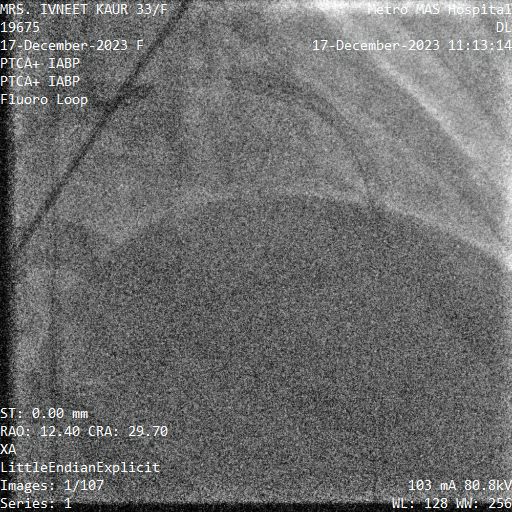 MRS. IVNEET KAUR 33/F
Metro MAS Hospital
19675
DL
17-December-2023 F
17-December-2023 11:13:14
PTCA+ IABP
PTCA+ IABP
Fluoro Loop
ST: 0.00 mm
RAO: 12.40 CRA: 29.70
XA
LittleEndianExplicit
Images: 1/107
103 mA 80.8kV
Series: 1
WL: 128 WW: 256